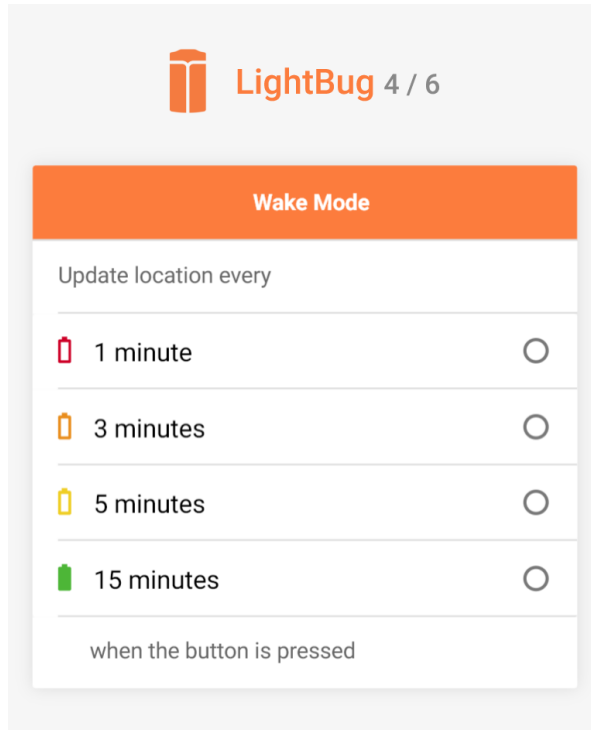 LightBug 4 / 6
Wake Mode
Update location every
1 minute
3 minutes
5 minutes
15 minutes
when the button is pressed